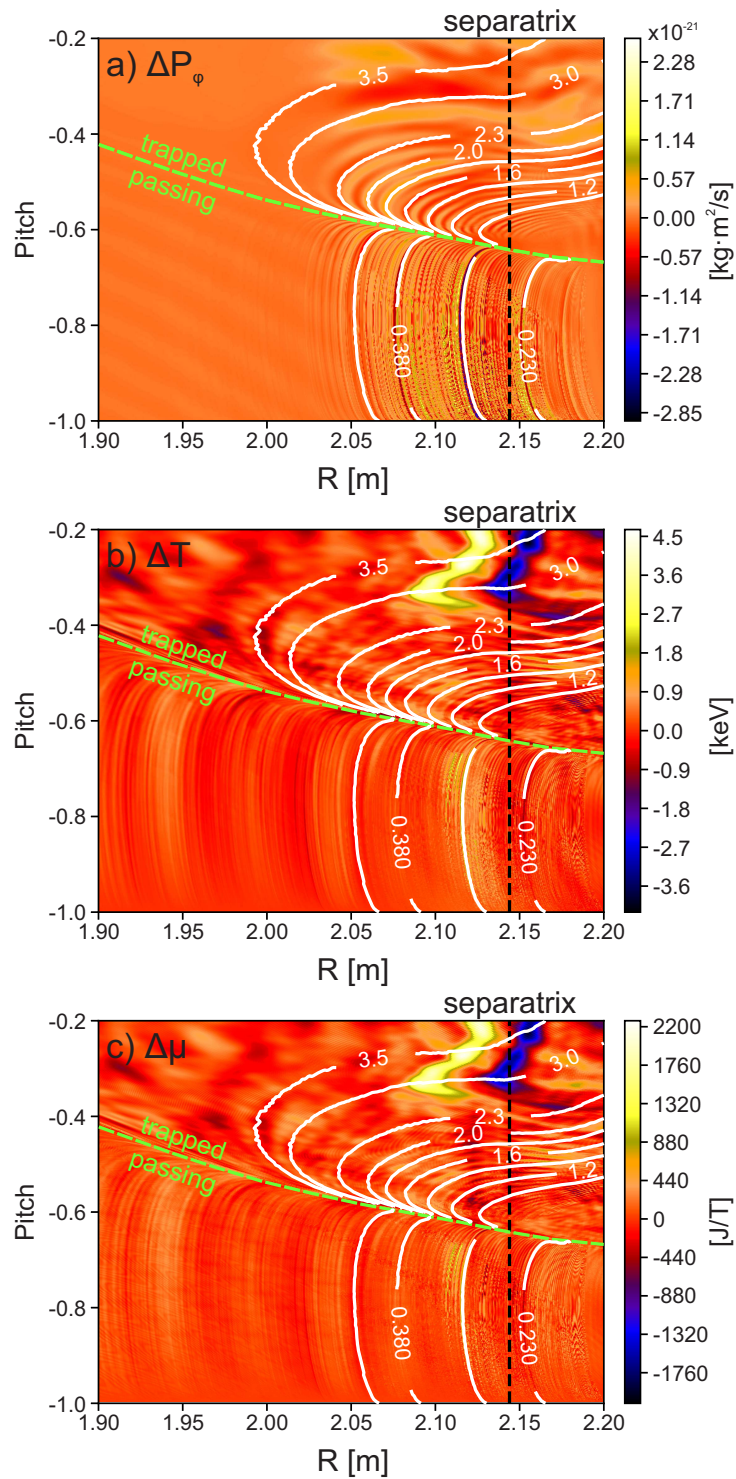 separatrix
x10⁻²¹
a) ΔPφ
-0.2
-0.4
-0.6
-0.8
-1.0
Pitch
trapped
passing
3.5
3.0
2.3
2.0
1.6
1.2
0.380
0.230
2.28
1.71
1.14
0.57
0.00
-0.57
-1.14
-1.71
-2.28
-2.85
[kg·m²/s]
1.90 1.95 2.00 2.05 2.10 2.15 2.20
R [m]
separatrix
b) ΔT
-0.2
-0.4
-0.6
-0.8
-1.0
Pitch
trapped
passing
3.5
3.0
2.3
2.0
1.6
1.2
0.380
0.230
4.5
3.6
2.7
1.8
0.9
0.0
-0.9
-1.8
-2.7
-3.6
[keV]
1.90 1.95 2.00 2.05 2.10 2.15 2.20
R [m]
separatrix
c) Δμ
-0.2
-0.4
-0.6
-0.8
-1.0
Pitch
trapped
passing
3.5
3.0
2.3
2.0
1.6
1.2
0.380
0.230
2200
1760
1320
880
440
0
-440
-880
-1320
-1760
[J/T]
1.90 1.95 2.00 2.05 2.10 2.15 2.20
R [m]